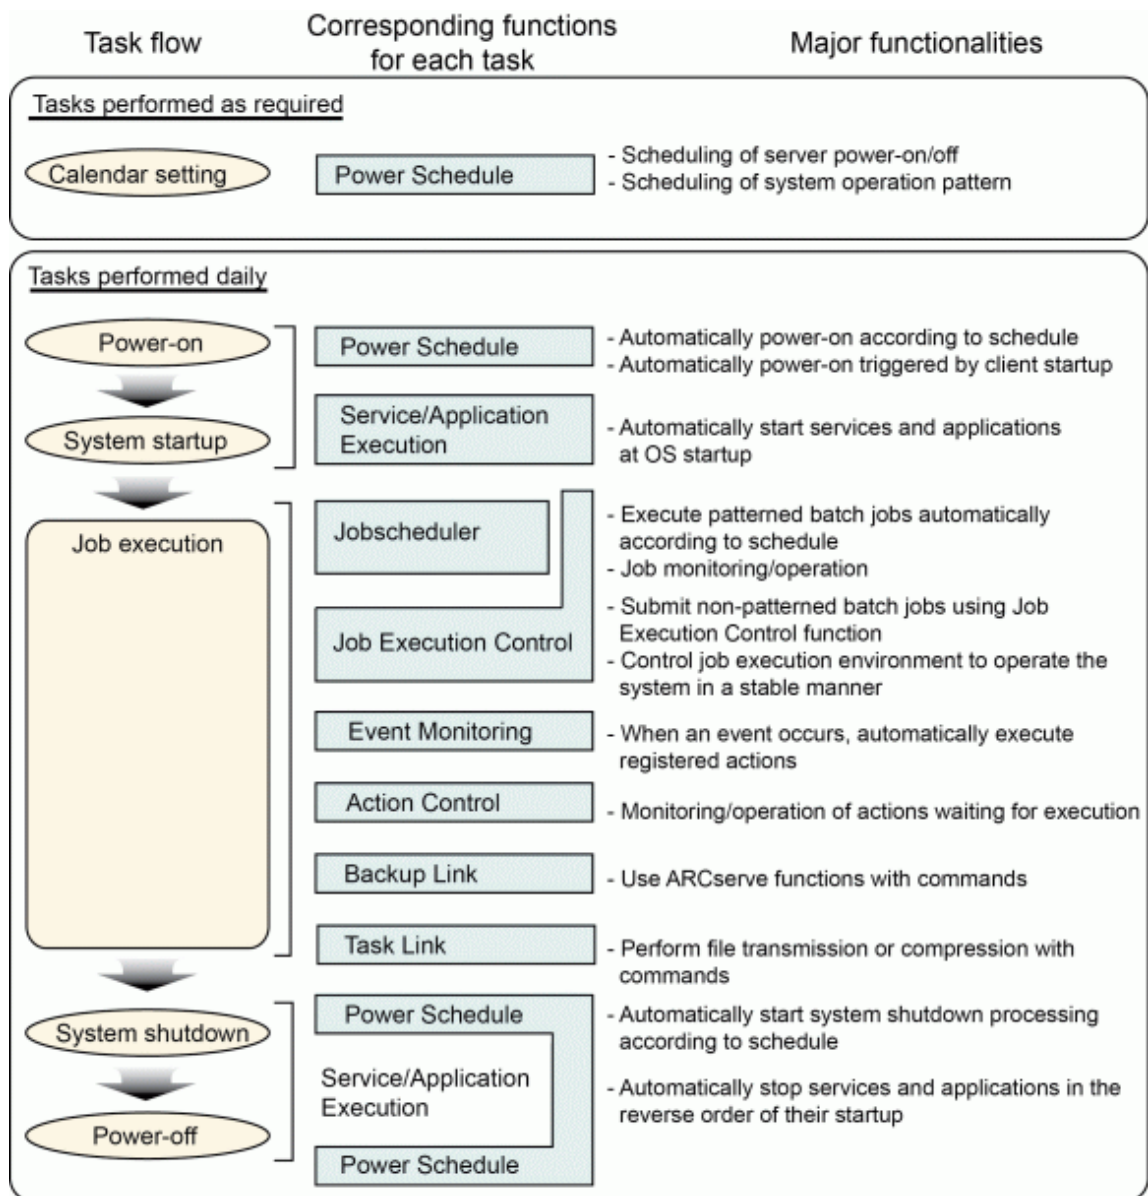 Task flow
Corresponding functions
for each task
Major functionalities
Tasks performed as required
Calendar setting
Power Schedule
- Scheduling of server power-on/off
- Scheduling of system operation pattern
Tasks performed daily
Power-on
Power Schedule
- Automatically power-on according to schedule
- Automatically power-on triggered by client startup
System startup
Service/Application
Execution
- Automatically start services and applications
at OS startup
Job execution
Jobscheduler
- Execute patterned batch jobs automatically
according to schedule
- Job monitoring/operation
Job Execution Control
- Submit non-patterned batch jobs using Job
Execution Control function
- Control job execution environment to operate the
system in a stable manner
Event Monitoring
- When an event occurs, automatically execute
registered actions
Action Control
- Monitoring/operation of actions waiting for execution
Backup Link
- Use ARCserve functions with commands
Task Link
- Perform file transmission or compression with
commands
System shutdown
Power Schedule
- Automatically start system shutdown processing
according to schedule
Service/Application
Execution
- Automatically stop services and applications in the
reverse order of their startup
Power-off
Power Schedule